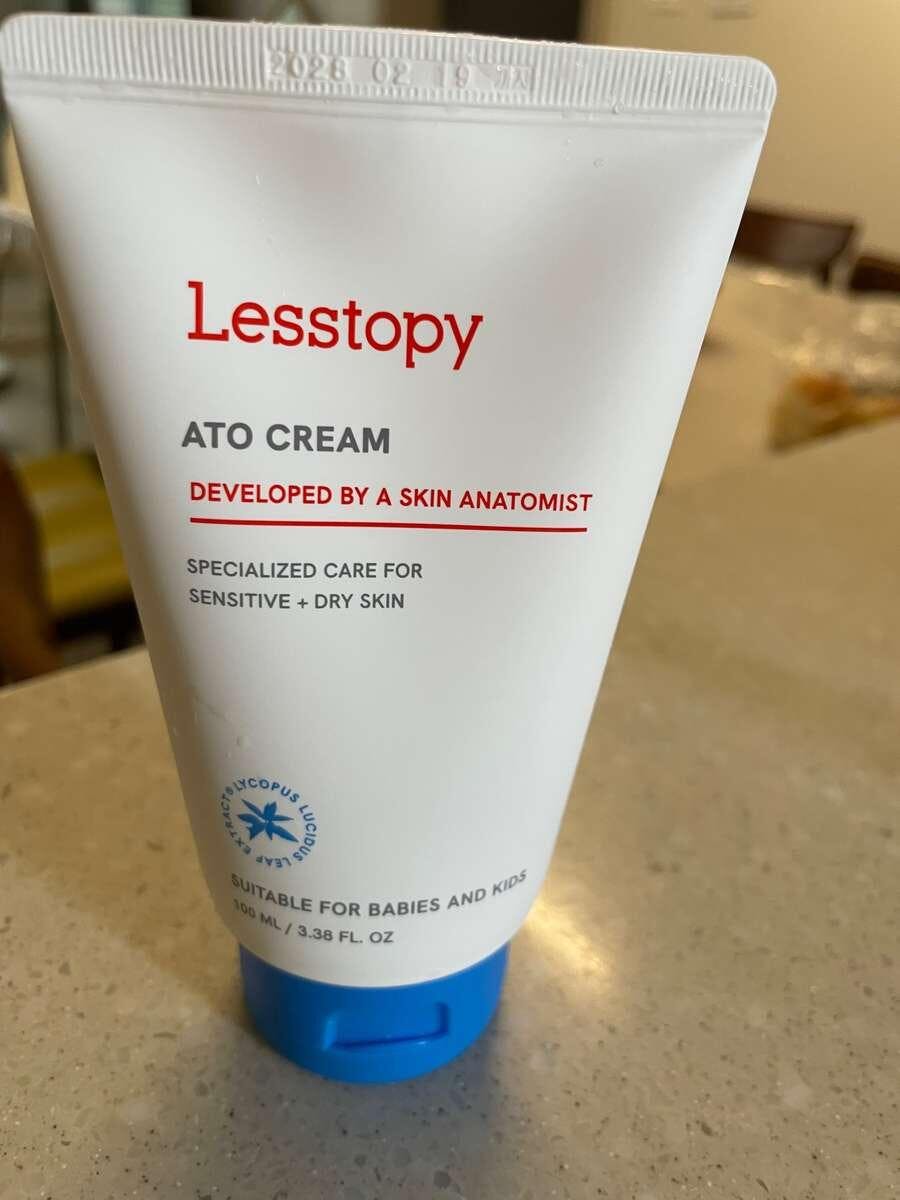 2028 02 19
Lesstopy
ATO CREAM
DEVELOPED BY A SKIN ANATOMIST
SPECIALIZED CARE FOR
SENSITIVE + DRY SKIN
LYCOPUS LUCIDUS LEAF EXTRACTS
SUITABLE FOR BABIES AND KIDS
100 ML / 3.38 FL. OZ